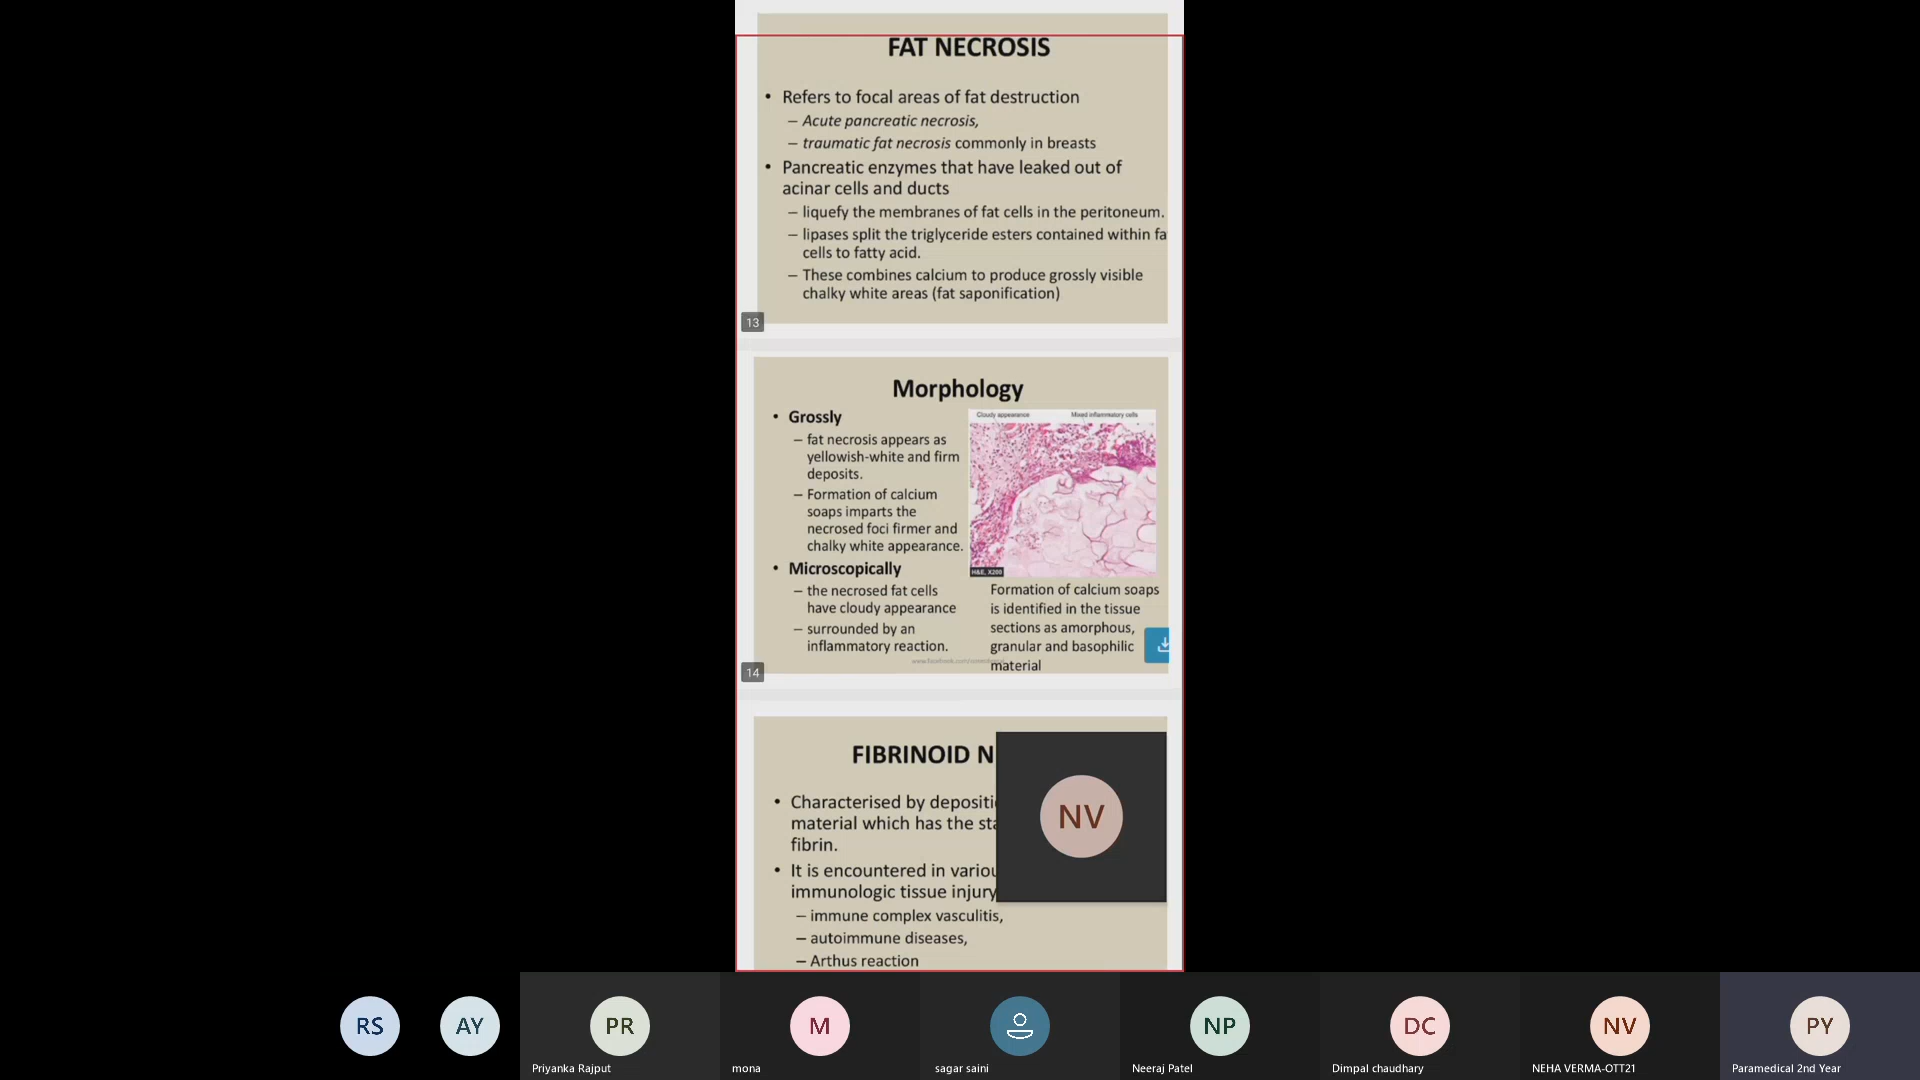 FAT NECROSIS
• Refers to focal areas of fat destruction
– Acute pancreatic necrosis,
– traumatic fat necrosis commonly in breasts
• Pancreatic enzymes that have leaked out of
acinar cells and ducts
– liquefy the membranes of fat cells in the peritoneum.
– lipases split the triglyceride esters contained within fa
cells to fatty acid.
– These combines calcium to produce grossly visible
chalky white areas (fat saponification)
13
Morphology
• Grossly
– fat necrosis appears as
yellowish-white and firm
deposits.
– Formation of calcium
soaps imparts the
necrosed foci firmer and
chalky white appearance.
• Microscopically
– the necrosed fat cells
have cloudy appearance
– surrounded by an
inflammatory reaction.
Cloudy appearance Mixed inflammatory cells
H&E, X200
Formation of calcium soaps
is identified in the tissue
sections as amorphous,
granular and basophilic
material
14
FIBRINOID N
• Characterised by depositi
material which has the sta
fibrin.
• It is encountered in variou
immunologic tissue injury
– immune complex vasculitis,
– autoimmune diseases,
– Arthus reaction
NV
RS AY PR M NP DC NV PY
Priyanka Rajput mona sagar saini Neeraj Patel Dimpal chaudhary NEHA VERMA-OTT21 Paramedical 2nd Year